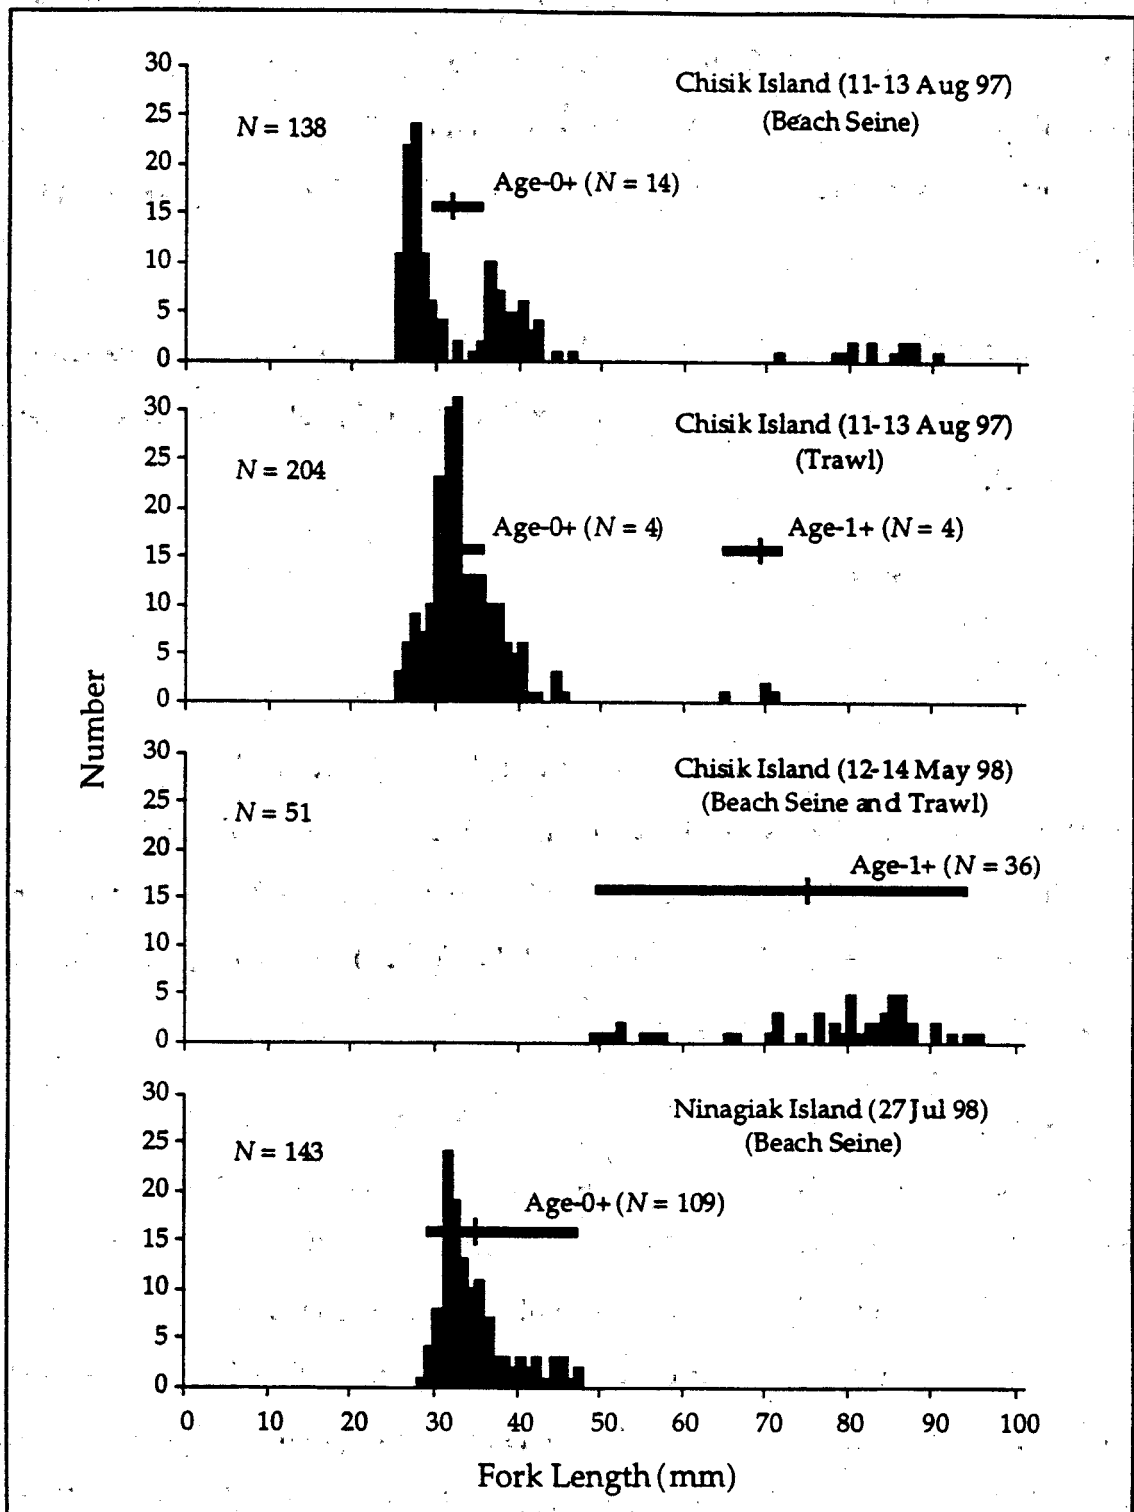 30
25
20
15
10
5
0
Chisik Island (11-13 Aug 97)
(Beach Seine)
N = 138
Age-0+ (N = 14)
30
25
20
15
10
5
0
Chisik Island (11-13 Aug 97)
(Trawl)
N = 204
Age-0+ (N = 4)
Age-1+ (N = 4)
Number
30
25
20
15
10
5
0
Chisik Island (12-14 May 98)
(Beach Seine and Trawl)
N = 51
Age-1+ (N = 36)
30
25
20
15
10
5
0
Ninagiak Island (27 Jul 98)
(Beach Seine)
N = 143
Age-0+ (N = 109)
0 10 20 30 40 50 60 70 80 90 100
Fork Length (mm)